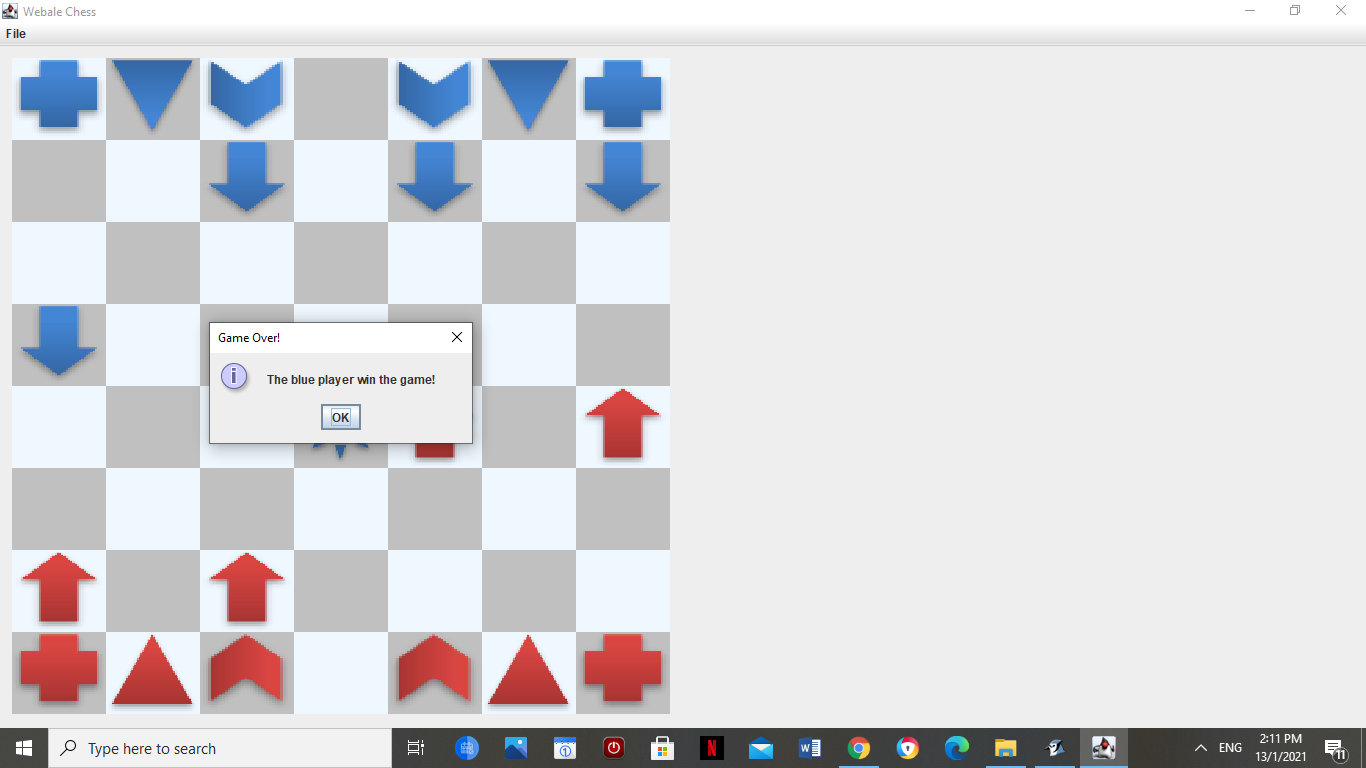 Webale Chess
File
Game Over!
i
The blue player win the game!
OK
Type here to search
1
N
W
ENG
2:11 PM
13/1/2021
11